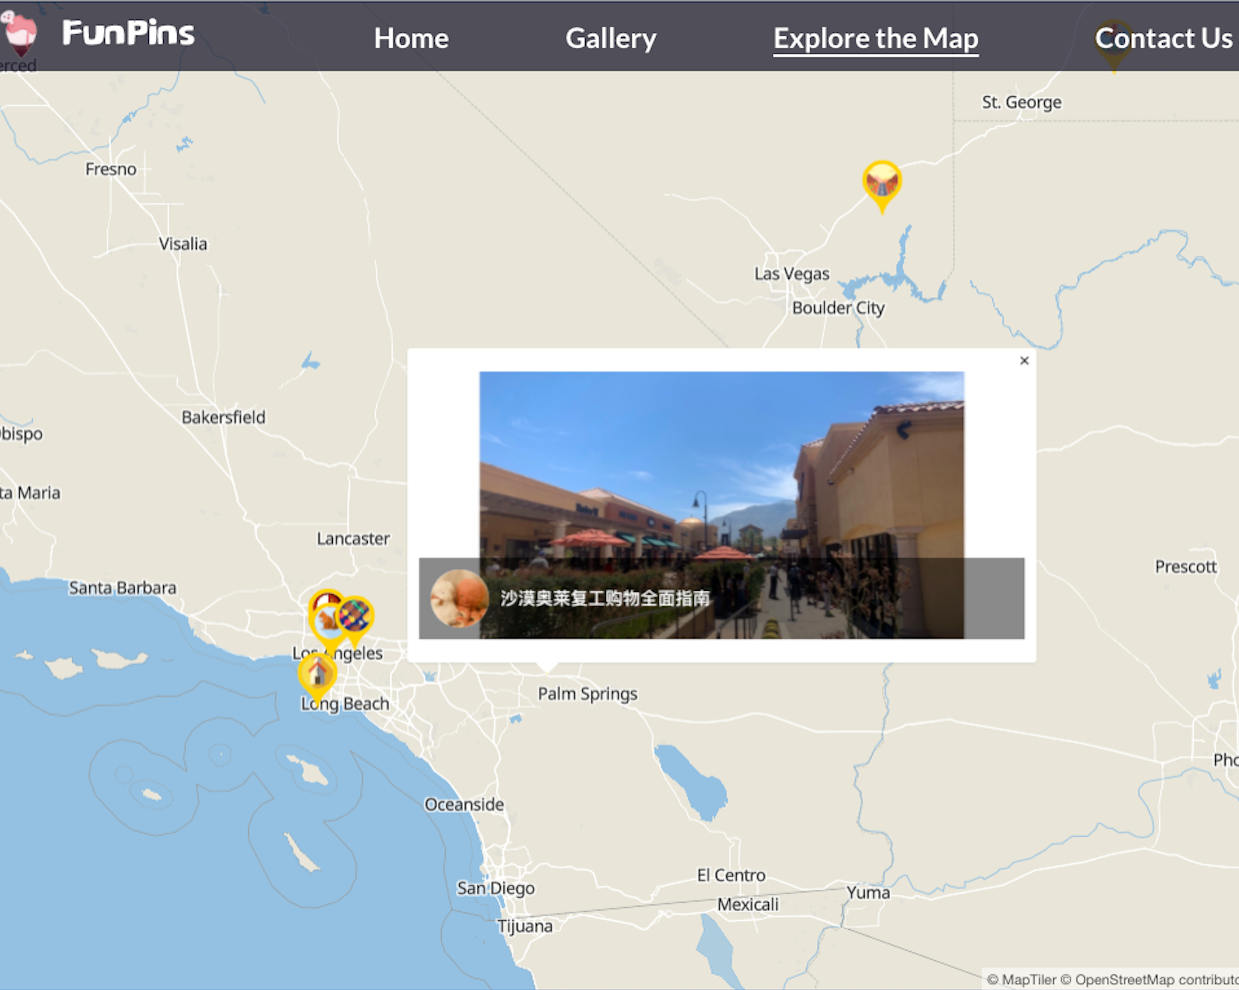 FunPins
Home
Gallery
Explore the Map
Contact Us
erced
St. George
Fresno
Visalia
Las Vegas
Boulder City
×
Bakersfield
bispo
ta Maria
Lancaster
Prescott
Santa Barbara
沙漠奥莱复工购物全面指南
Los Angeles
Palm Springs
Long Beach
Pho
Oceanside
El Centro
San Diego
Yuma
Mexicali
Tijuana
© MapTiler © OpenStreetMap contributo